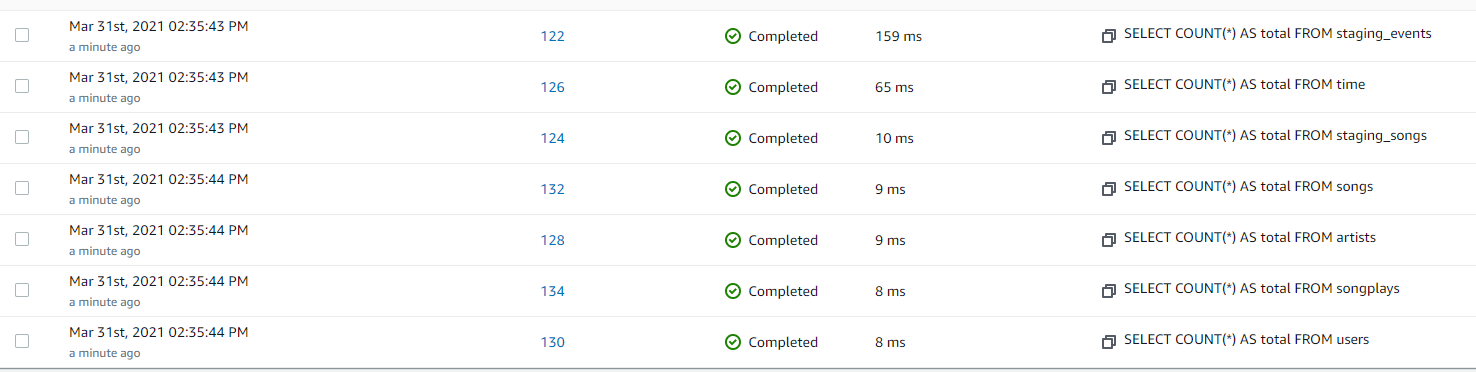 Mar 31st, 2021 02:35:43 PM
a minute ago
122
Completed
159 ms
SELECT COUNT(*) AS total FROM staging_events
Mar 31st, 2021 02:35:43 PM
a minute ago
126
Completed
65 ms
SELECT COUNT(*) AS total FROM time
Mar 31st, 2021 02:35:43 PM
a minute ago
124
Completed
10 ms
SELECT COUNT(*) AS total FROM staging_songs
Mar 31st, 2021 02:35:44 PM
a minute ago
132
Completed
9 ms
SELECT COUNT(*) AS total FROM songs
Mar 31st, 2021 02:35:44 PM
a minute ago
128
Completed
9 ms
SELECT COUNT(*) AS total FROM artists
Mar 31st, 2021 02:35:44 PM
a minute ago
134
Completed
8 ms
SELECT COUNT(*) AS total FROM songplays
Mar 31st, 2021 02:35:44 PM
a minute ago
130
Completed
8 ms
SELECT COUNT(*) AS total FROM users